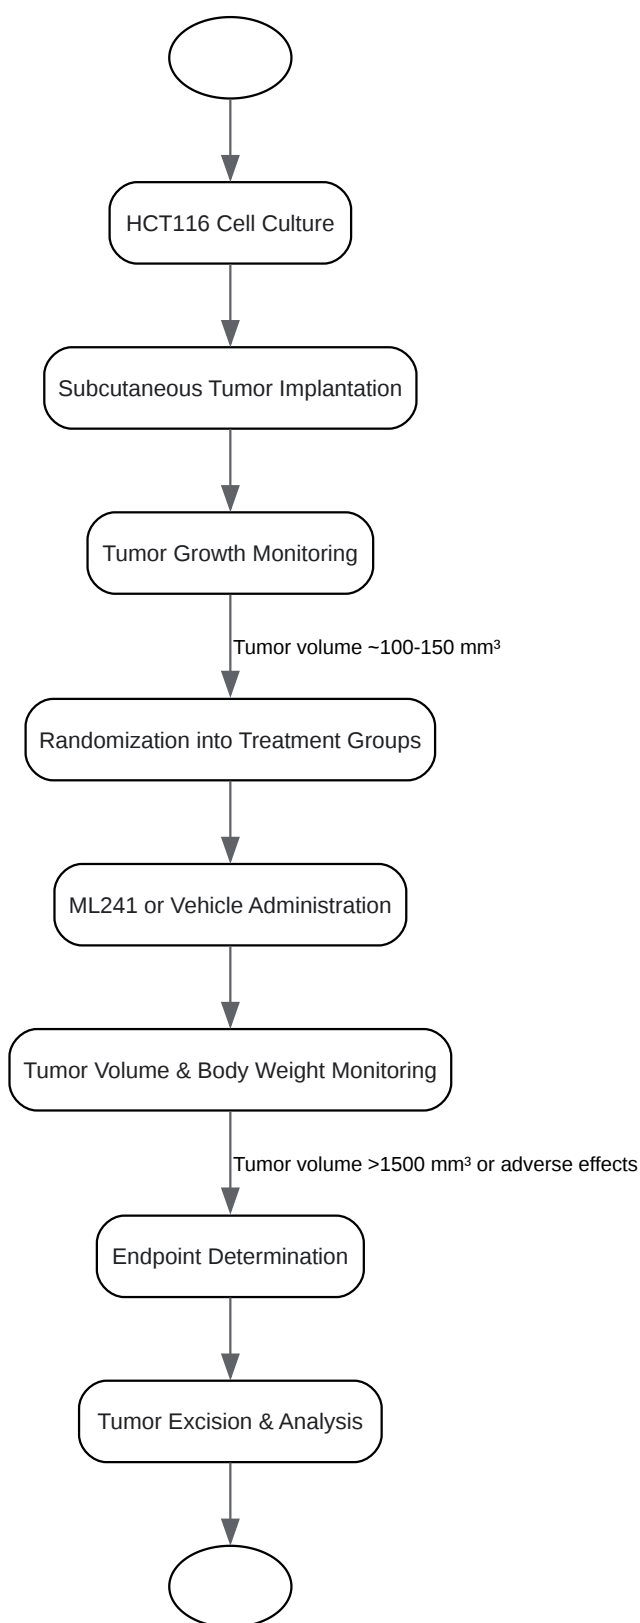 HCT116 Cell Culture
Subcutaneous Tumor Implantation
Tumor Growth Monitoring
Tumor volume ~100-150 mm³
Randomization into Treatment Groups
ML241 or Vehicle Administration
Tumor Volume & Body Weight Monitoring
Tumor volume >1500 mm³ or adverse effects
Endpoint Determination
Tumor Excision & Analysis